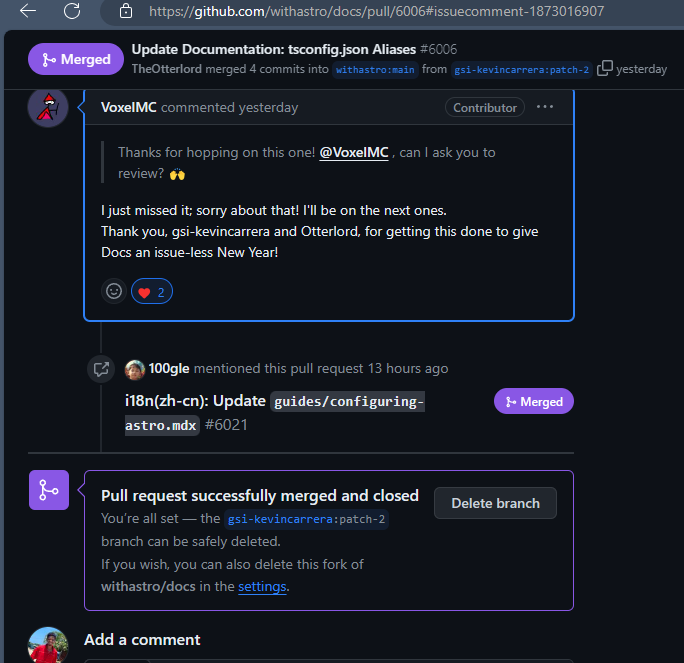 https://github.com/withastro/docs/pull/6006#issuecomment-1873016907
Merged
Update Documentation: tsconfig.json Aliases #6006
TheOtterlord merged 4 commits into withastro:main from gsi-kevincarrera:patch-2 yesterday
VoxelMC commented yesterday
Contributor
Thanks for hopping on this one! @VoxelMC , can I ask you to
review? 🙌
I just missed it; sorry about that! I'll be on the next ones.
Thank you, gsi-kevincarrera and Otterlord, for getting this done to give
Docs an issue-less New Year!
❤️ 2
100gle mentioned this pull request 13 hours ago
i18n(zh-cn): Update guides/configuring-
astro.mdx #6021
Merged
Pull request successfully merged and closed
You're all set — the gsi-kevincarrera:patch-2
branch can be safely deleted.
If you wish, you can also delete this fork of
withastro/docs in the settings.
Delete branch
Add a comment